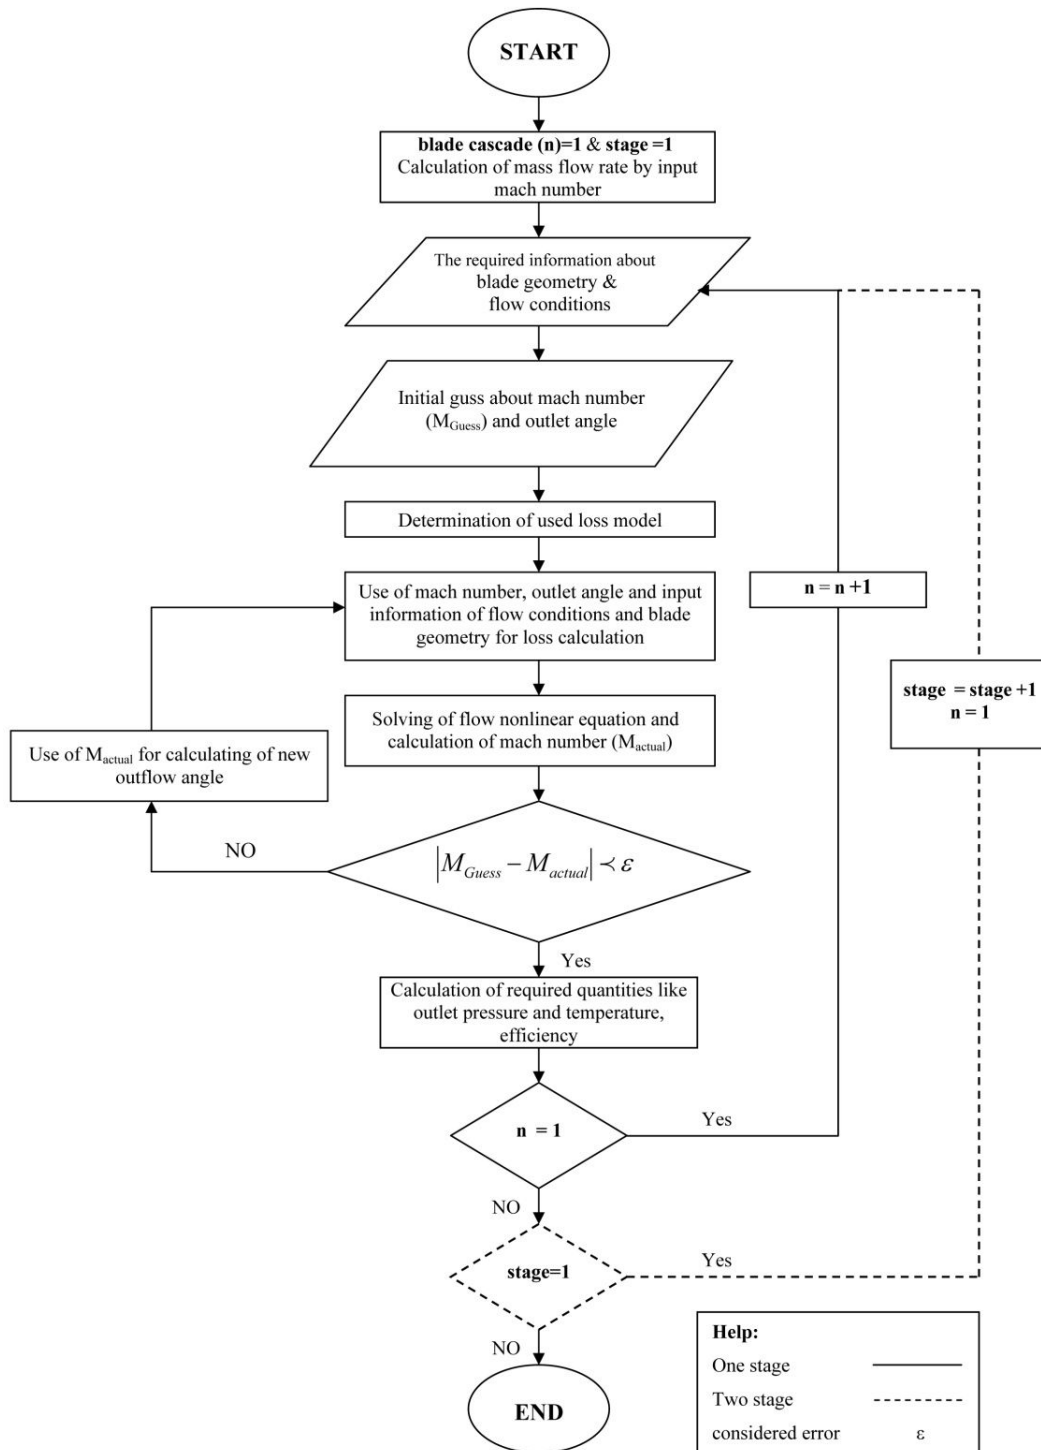 START
blade cascade (n)=1 & stage =1
Calculation of mass flow rate by input
mach number
The required information about
blade geometry &
flow conditions
Initial guss about mach number
(M_Guess) and outlet angle
Determination of used loss model
Use of mach number, outlet angle and input
information of flow conditions and blade
geometry for loss calculation
n = n +1
stage = stage +1
n = 1
Solving of flow nonlinear equation and
calculation of mach number (M_actual)
Use of M_actual for calculating of new
outflow angle
NO
|M_Guess − M_actual| ≺ ε
Yes
Calculation of required quantities like
outlet pressure and temperature,
efficiency
n = 1
Yes
NO
stage=1
Yes
NO
END
Help:
One stage
Two stage
considered error ε